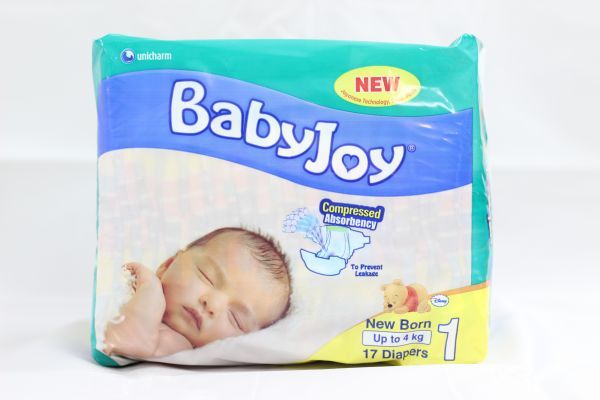 unicharm
NEW
Japanese Technology
BabyJoy®
Compressed
Absorbency
To Prevent
Leakage
Disney
New Born
Up to 4 kg
17 Diapers
1